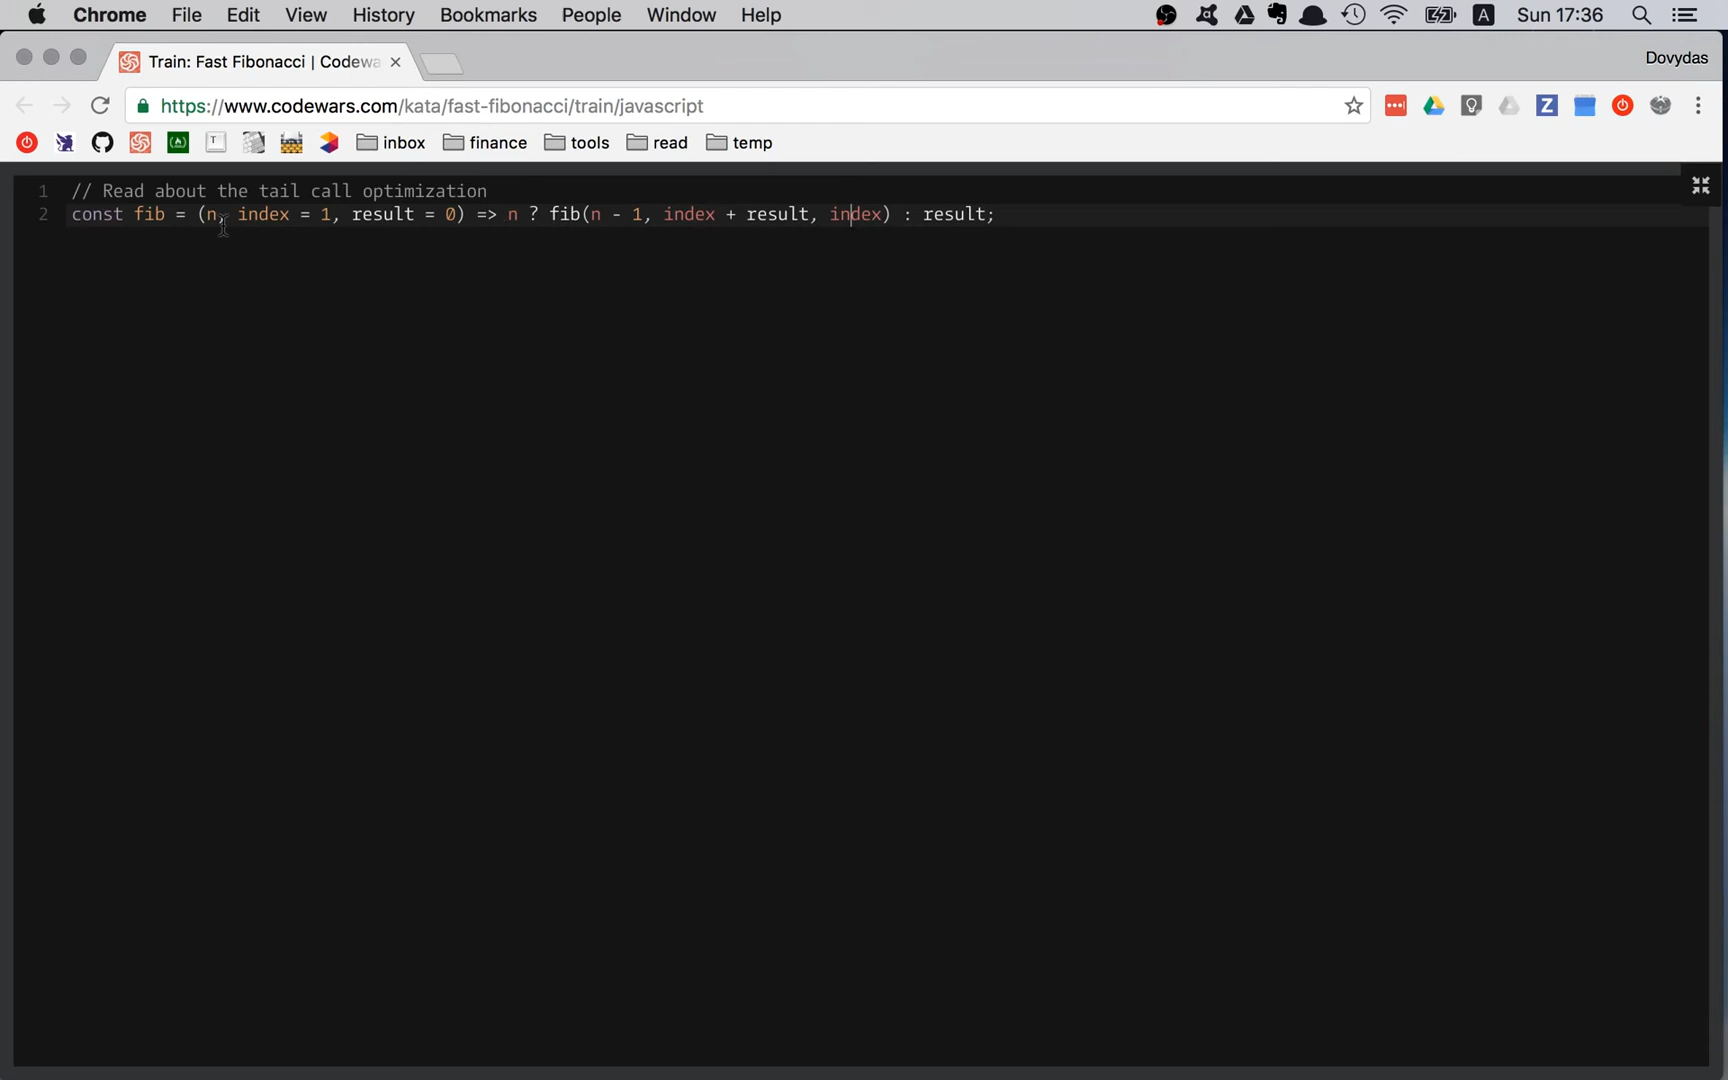 Chrome File Edit View History Bookmarks People Window Help A Sun 17:36
Train: Fast Fibonacci | Codewa Dovydas
https://www.codewars.com/kata/fast-fibonacci/train/javascript Z
T inbox finance tools read temp
1 // Read about the tail call optimization
2 const fib = (n, index = 1, result = 0) => n ? fib(n - 1, index + result, index) : result;